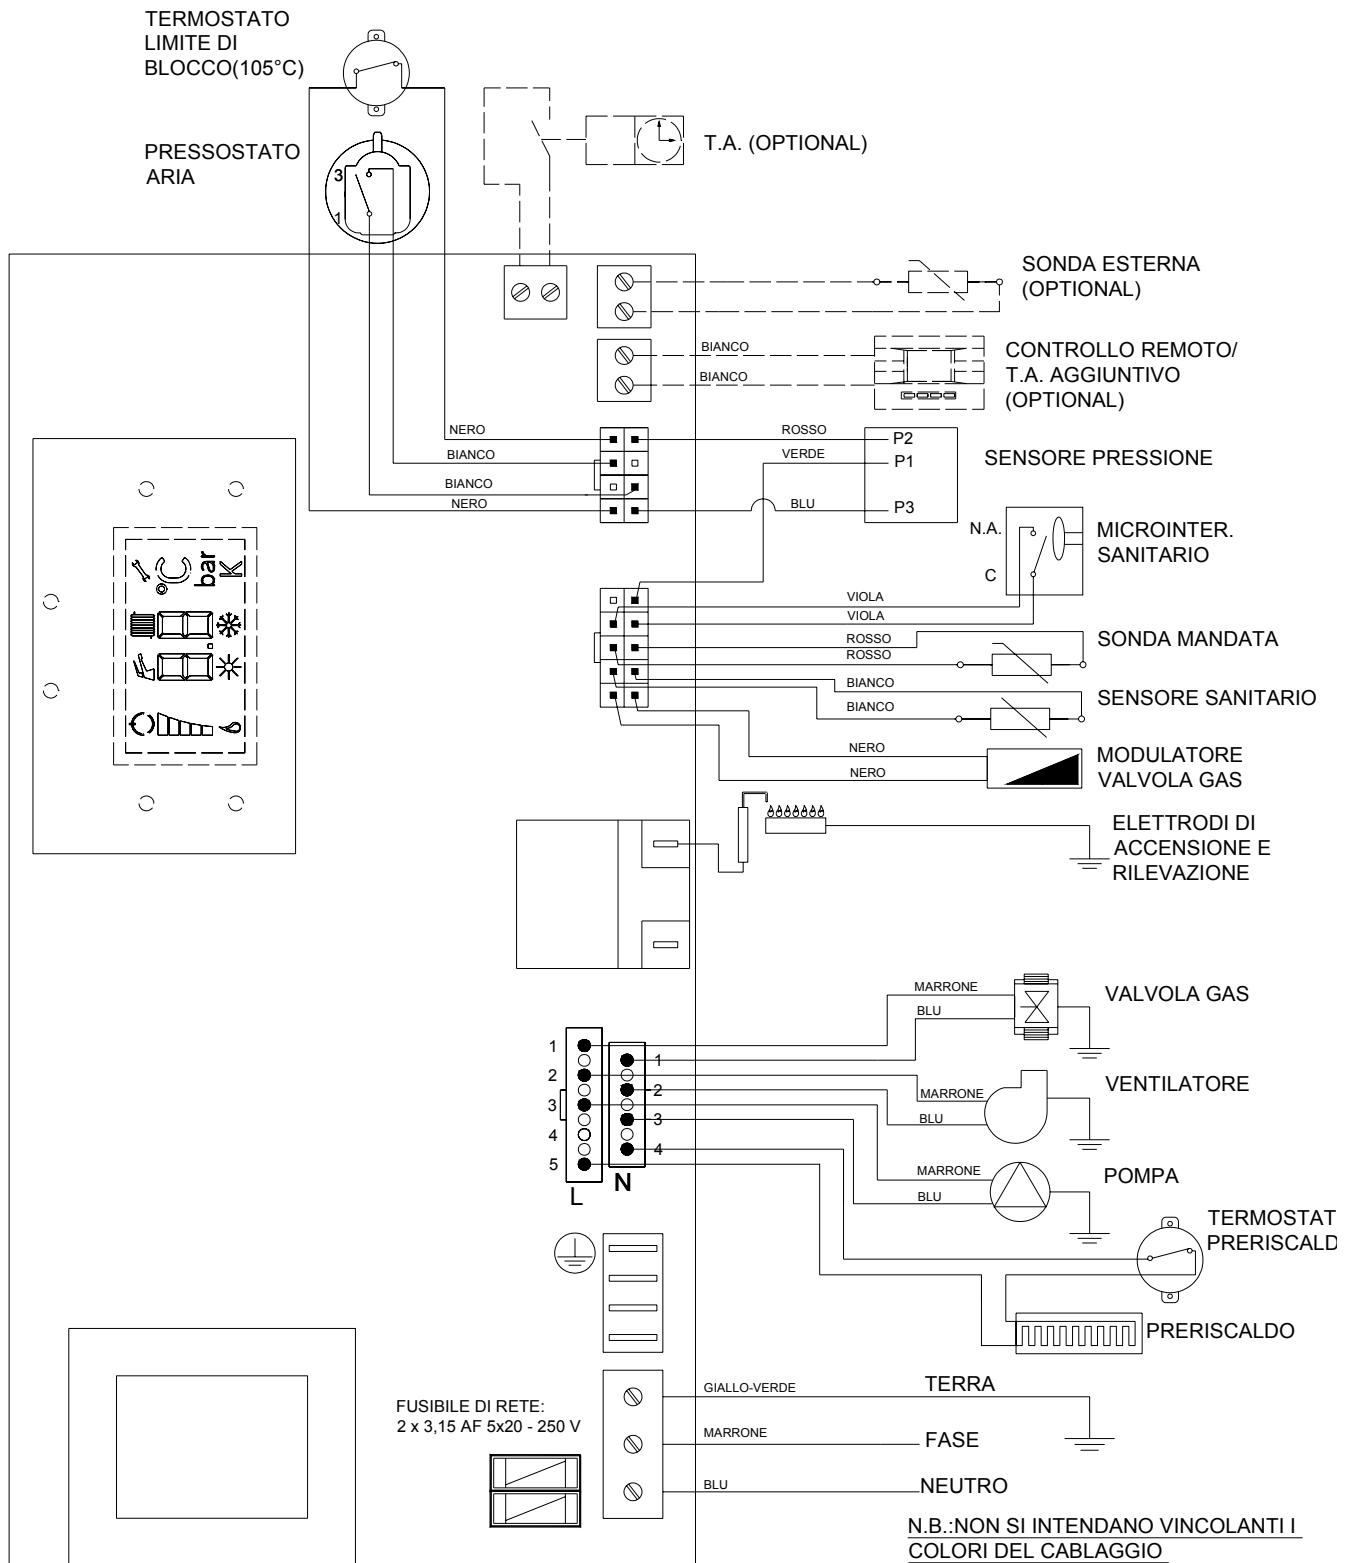 TERMOSTATO
LIMITE DI
BLOCCO(105°C)
PRESSOSTATO
ARIA
3
1
T.A. (OPTIONAL)
SONDA ESTERNA
(OPTIONAL)
BIANCO
BIANCO
CONTROLLO REMOTO/
T.A. AGGIUNTIVO
(OPTIONAL)
NERO
BIANCO
BIANCO
NERO
ROSSO
VERDE
BLU
P2
P1
P3
SENSORE PRESSIONE
N.A.
C
MICROINTER.
SANITARIO
°C
bar
K
VIOLA
VIOLA
ROSSO
ROSSO
SONDA MANDATA
BIANCO
BIANCO
SENSORE SANITARIO
NERO
NERO
MODULATORE
VALVOLA GAS
ELETTRODI DI
ACCENSIONE E
RILEVAZIONE
MARRONE
BLU
VALVOLA GAS
1
2
3
4
5
L
1
2
3
4
N
MARRONE
BLU
VENTILATORE
MARRONE
BLU
POMPA
TERMOSTAT
PRERISCALD
PRERISCALDO
FUSIBILE DI RETE:
2 x 3,15 AF 5x20 - 250 V
GIALLO-VERDE
TERRA
MARRONE
FASE
BLU
NEUTRO
N.B.:NON SI INTENDANO VINCOLANTI I
COLORI DEL CABLAGGIO